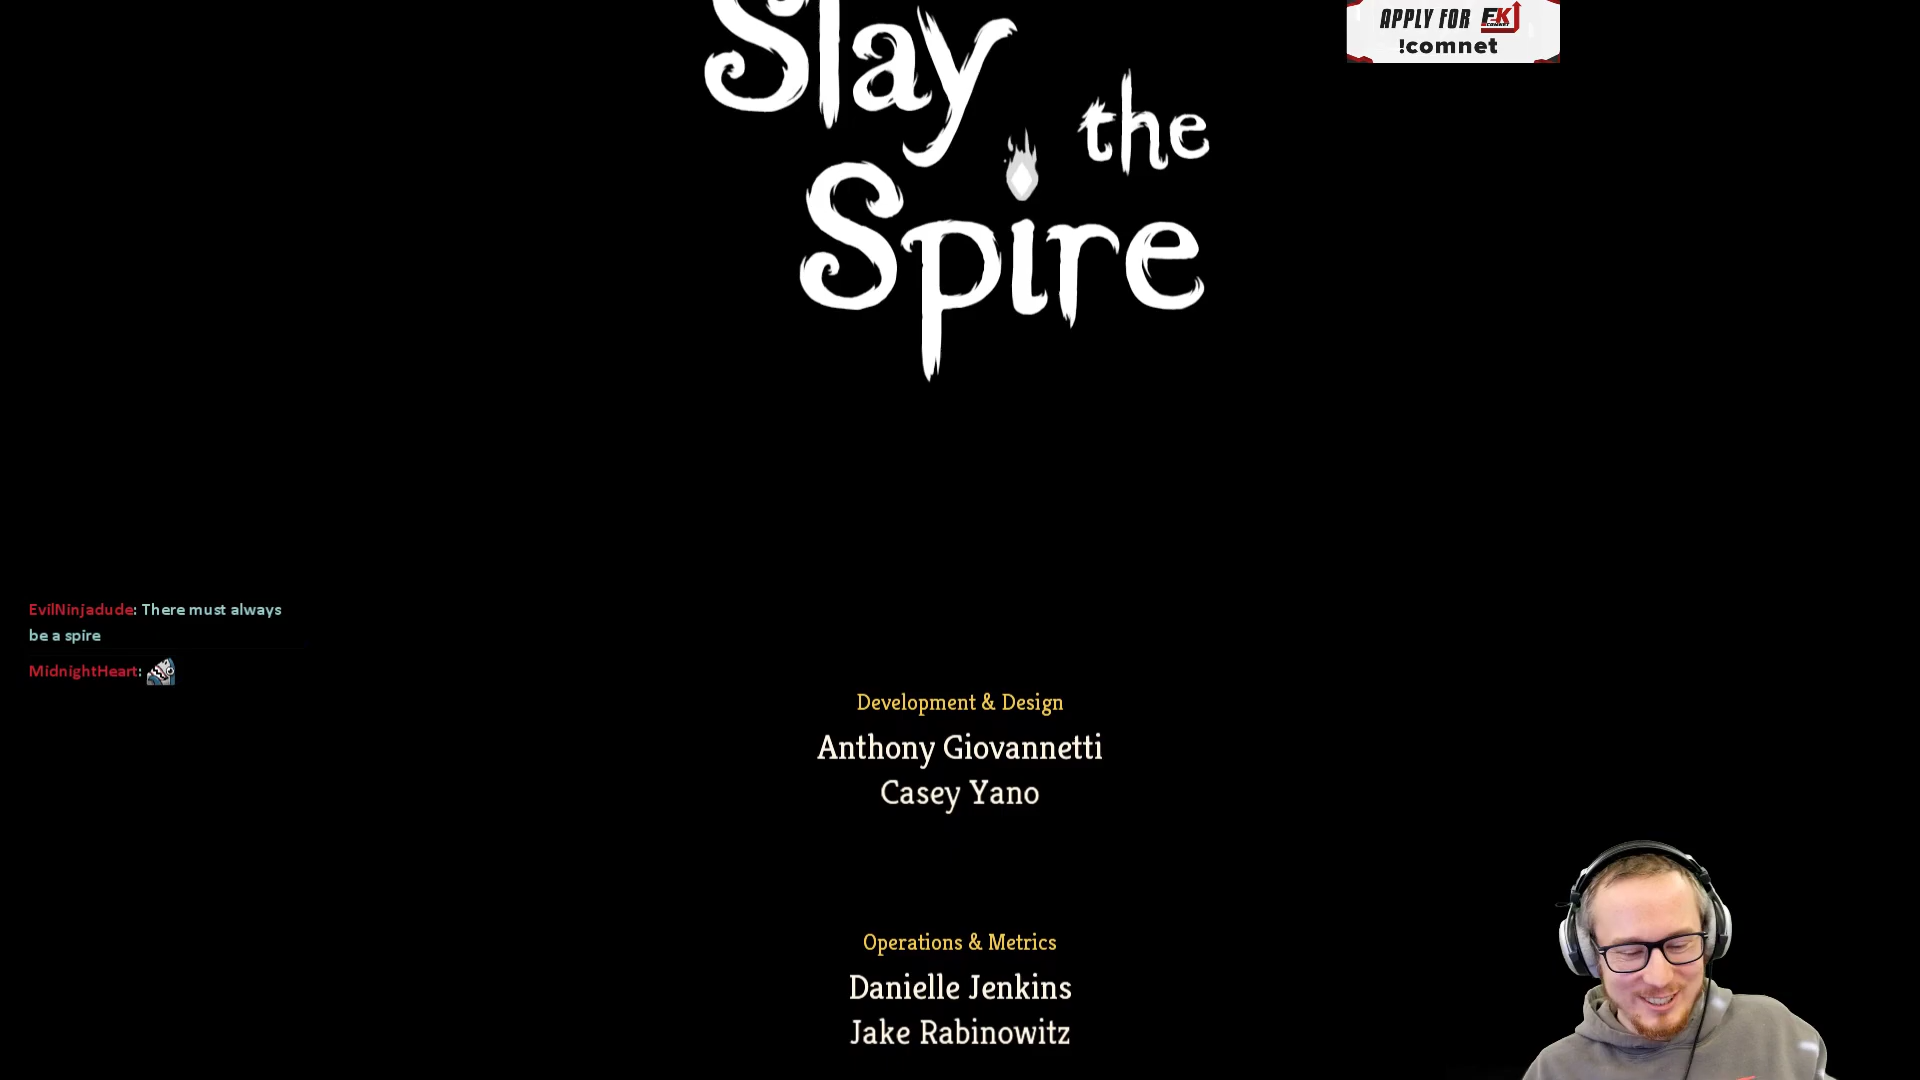 Slay
the
Spire
APPLY FOR EK
!comnet
EvilNinjadude: There must always
be a spire
MidnightHeart:
Development & Design
Anthony Giovannetti
Casey Yano
Operations & Metrics
Danielle Jenkins
Jake Rabinowitz